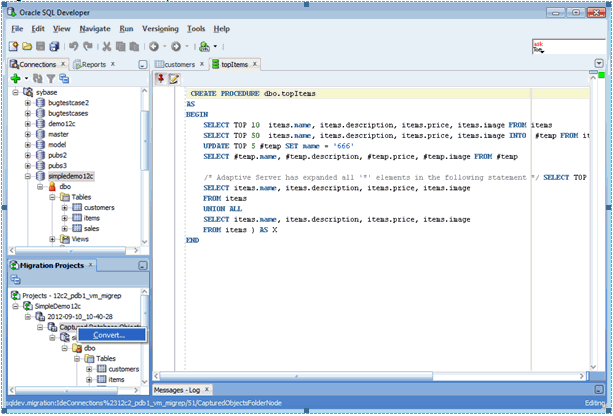 Oracle SQL Developer
File Edit View Navigate Run Versioning Tools Help
Connections x Reports x
customers x topItems x
sybase
bugtestcase2
bugtestcases
demo12c
master
model
pubs2
pubs3
simpledemo12c
dbo
Tables
customers
items
sales
Views
CREATE PROCEDURE dbo.topItems
AS
BEGIN
SELECT TOP 10 items.name, items.description, items.price, items.image FROM items
SELECT TOP 50 items.name, items.description, items.price, items.image INTO #temp FROM it
UPDATE TOP 5 #temp SET name = '666'
SELECT #temp.name, #temp.description, #temp.price, #temp.image FROM #temp
/* Adaptive Server has expanded all '*' elements in the following statement */ SELECT TOP
SELECT items.name, items.description, items.price, items.image
FROM items
UNION ALL
SELECT items.name, items.description, items.price, items.image
FROM items ) AS X
END
Migration Projects x
Projects - 12c2_pdb1_vm_migrep
SimpleDemo12c
2012-09-10_10-40-28
Captured Database Objects
Convert...
dbo
Tables
customers
items
Messages - Log x
sqldev.migration:IdeConnections%2312c2_pdb1_vm_migrep/51/CapturedObjectsFolderNode
Editing